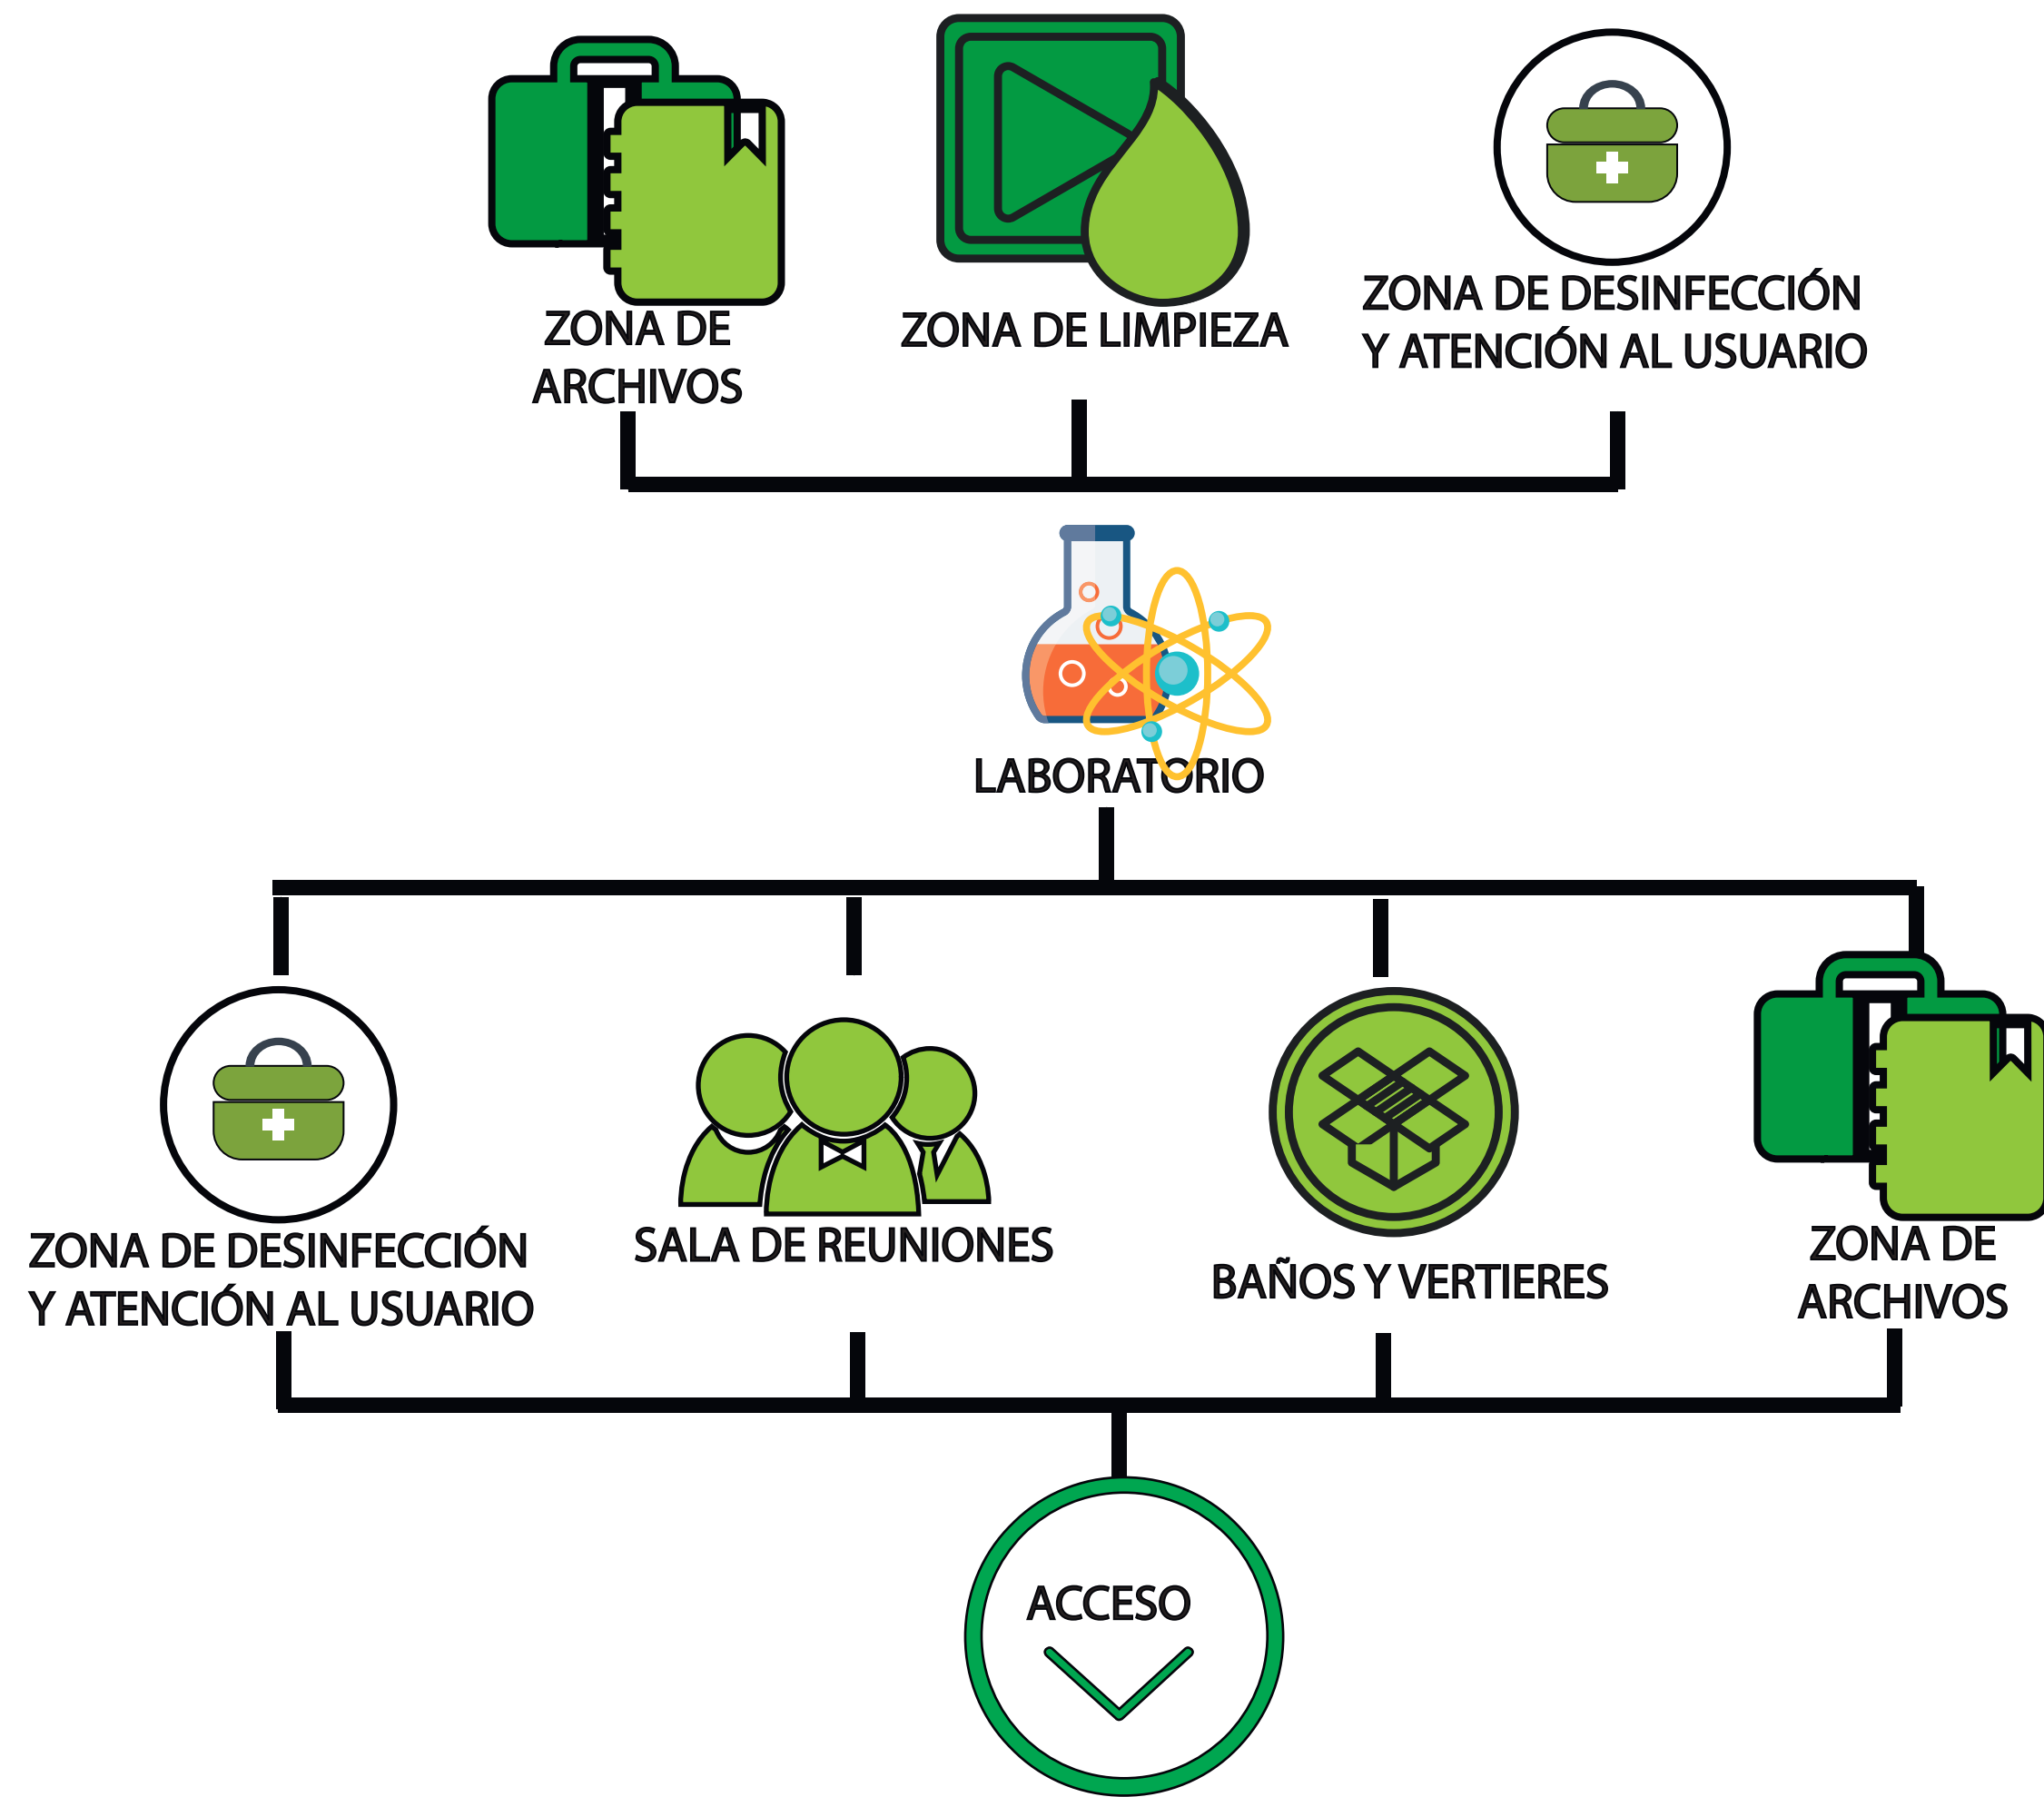 ZONA DE
ARCHIVOS
ZONA DE LIMPIEZA
ZONA DE DESINFECCIÓN
Y ATENCIÓN AL USUARIO
LABORATORIO
ZONA DE DESINFECCIÓN
Y ATENCIÓN AL USUARIO
SALA DE REUNIONES
BAÑOS Y VERTIERES
ZONA DE
ARCHIVOS
ACCESO